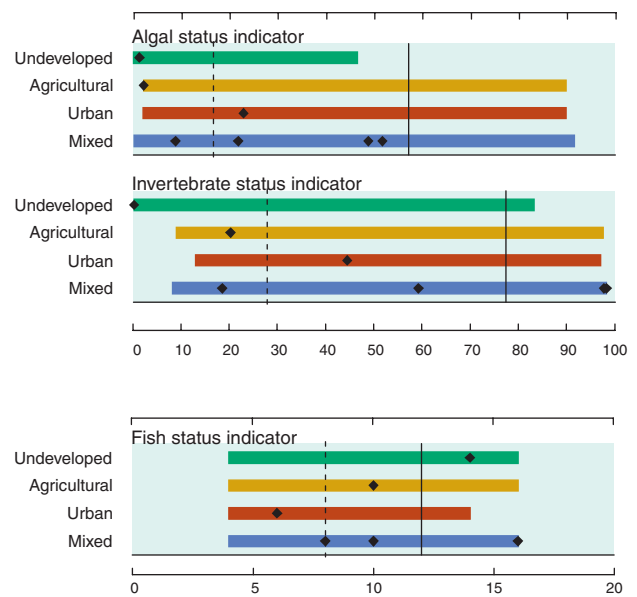 Algal status indicator
Undeveloped
Agricultural
Urban
Mixed
Invertebrate status indicator
Undeveloped
Agricultural
Urban
Mixed
0 10 20 30 40 50 60 70 80 90 100
Fish status indicator
Undeveloped
Agricultural
Urban
Mixed
0 5 10 15 20